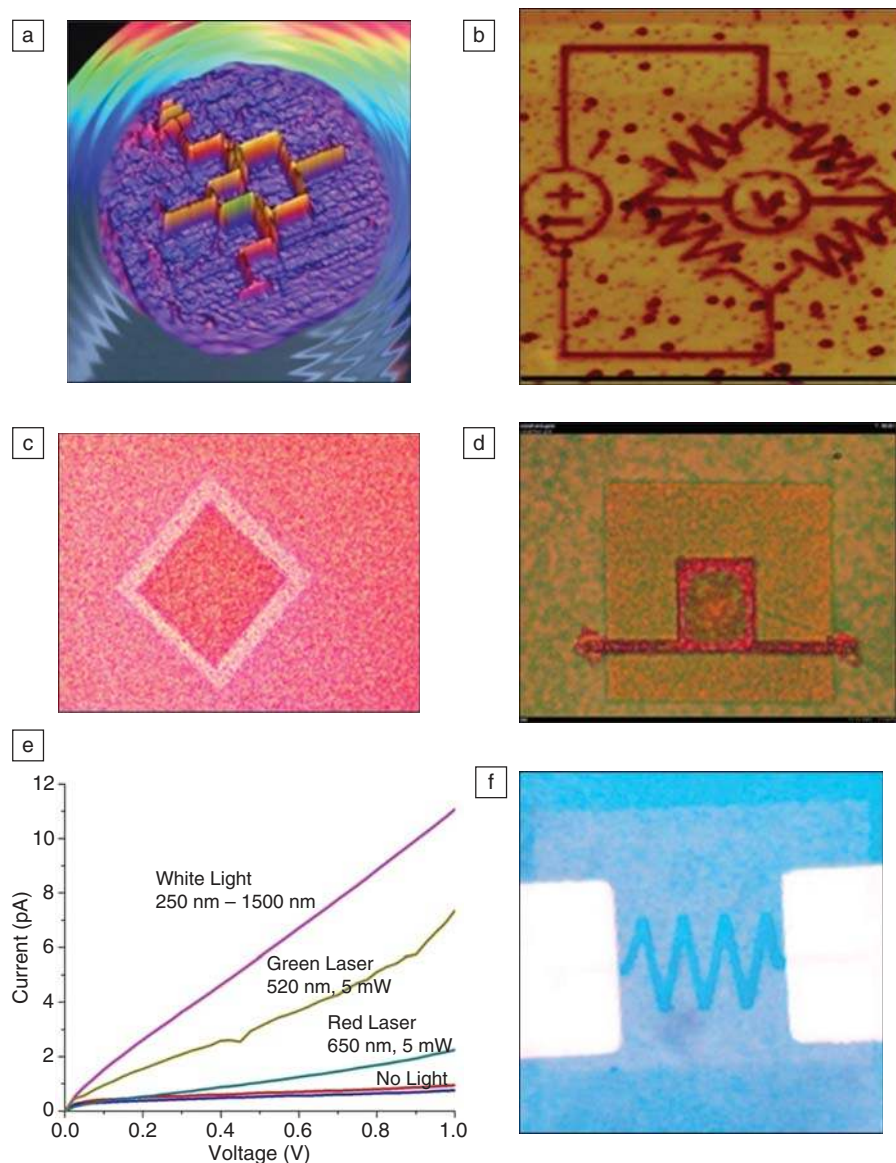 a
b
+
V
c
d
e
12
10
8
6
4
2
0
Current (pA)
White Light
250 nm – 1500 nm
Green Laser
520 nm, 5 mW
Red Laser
650 nm, 5 mW
No Light
0.0 0.2 0.4 0.6 0.8 1.0
Voltage (V)
f